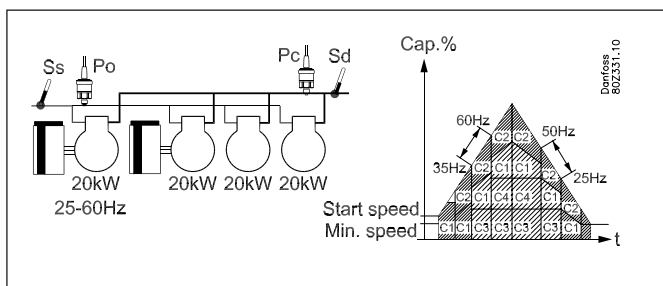 Ss
Po
Pc
Sd
20kW
20kW
20kW
20kW
25-60Hz
Cap.%
Danfoss
80Z331.10
60Hz
50Hz
35Hz
25Hz
C2 C2
C2 C1 C1 C2
C2 C1 C4 C4 C1 C2
C1 C1 C3 C3 C3 C3 C1
Start speed
Min. speed
t